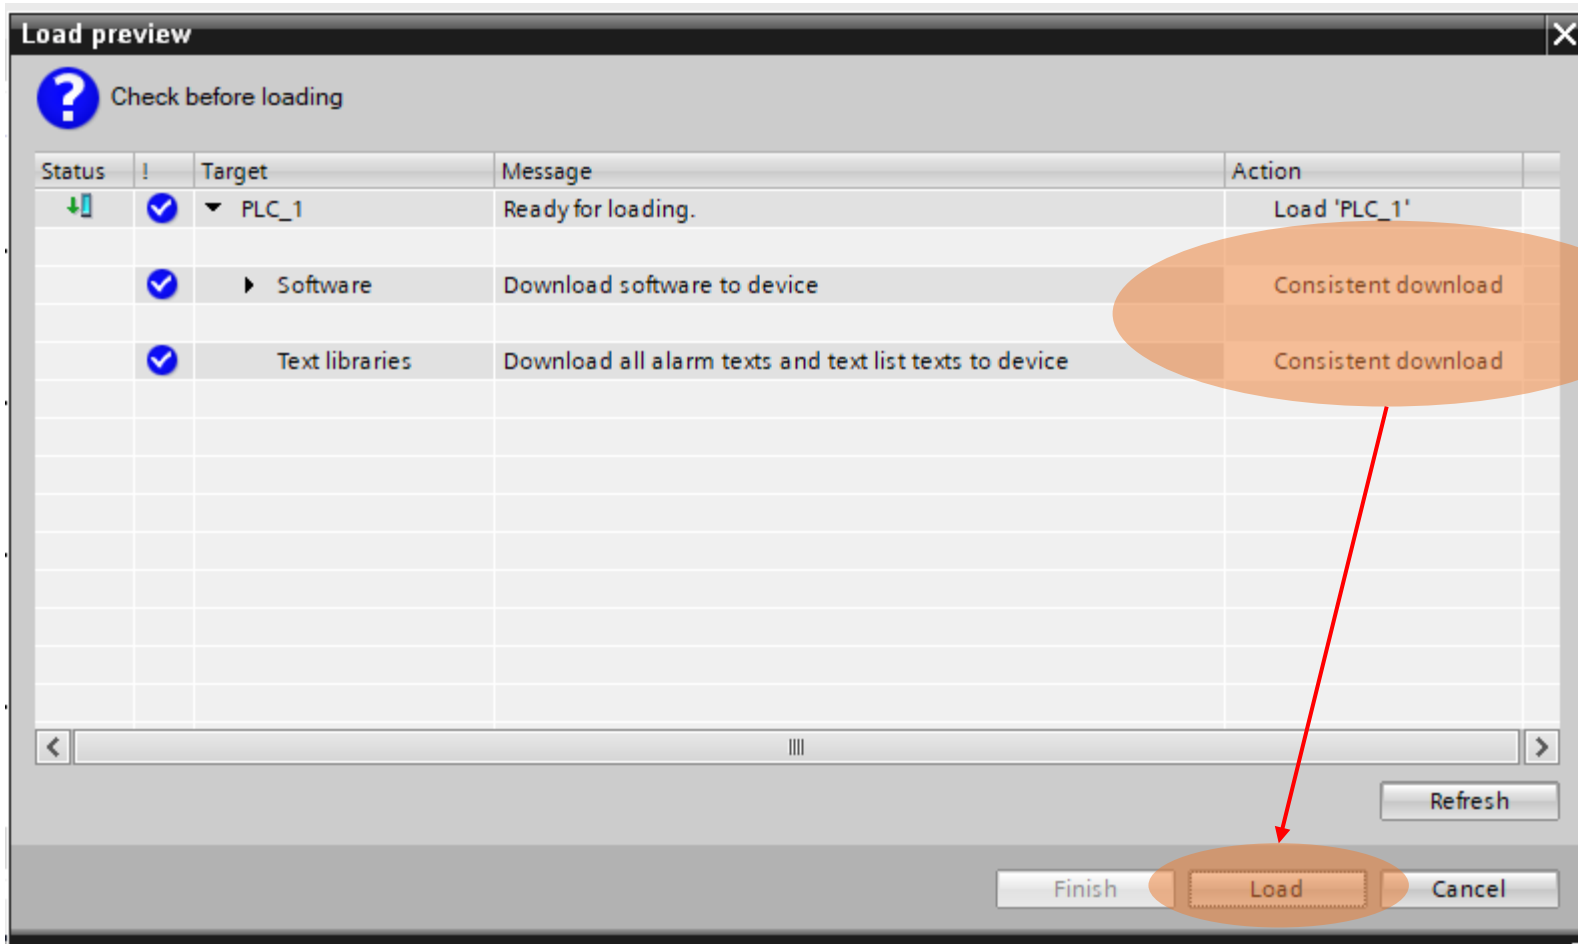 Load preview
Check before loading
Status ! Target Message Action
PLC_1 Ready for loading. Load 'PLC_1'
Software Download software to device Consistent download
Text libraries Download all alarm texts and text list texts to device Consistent download
Refresh
Finish Load Cancel